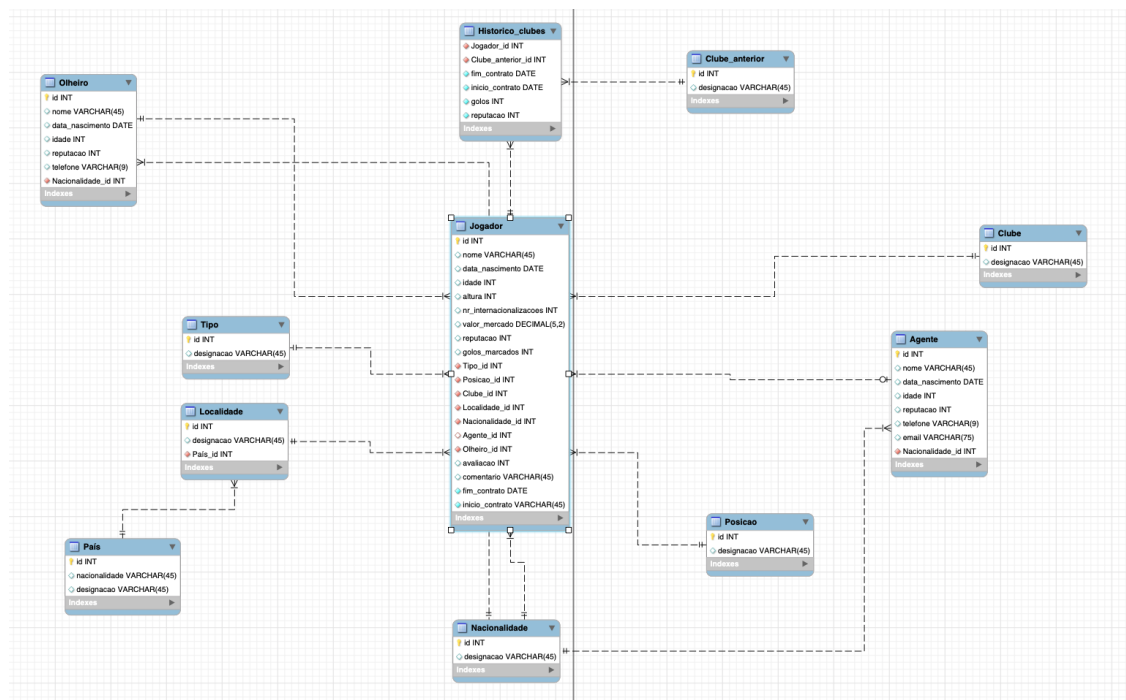 Historico_clubes
Jogador_id INT
Clube_anterior_id INT
fim_contrato DATE
inicio_contrato DATE
golos INT
reputacao INT
Indexes
Clube_anterior
id INT
designacao VARCHAR(45)
Indexes
Olheiro
id INT
nome VARCHAR(45)
data_nascimento DATE
idade INT
reputacao INT
telefone VARCHAR(9)
Nacionalidade_id INT
Indexes
Jogador
id INT
nome VARCHAR(45)
data_nascimento DATE
idade INT
altura INT
nr_internacionalizacoes INT
valor_mercado DECIMAL(5,2)
reputacao INT
golos_marcados INT
Tipo_id INT
Posicao_id INT
Clube_id INT
Localidade_id INT
Nacionalidade_id INT
Agente_id INT
Olheiro_id INT
avaliacao INT
comentario VARCHAR(45)
fim_contrato DATE
inicio_contrato VARCHAR(45)
Indexes
Clube
id INT
designacao VARCHAR(45)
Indexes
Tipo
id INT
designacao VARCHAR(45)
Indexes
Agente
id INT
nome VARCHAR(45)
data_nascimento DATE
idade INT
reputacao INT
telefone VARCHAR(9)
email VARCHAR(75)
Nacionalidade_id INT
Indexes
Localidade
id INT
designacao VARCHAR(45)
País_id INT
Indexes
Posicao
id INT
designacao VARCHAR(45)
Indexes
País
id INT
nacionalidade VARCHAR(45)
designacao VARCHAR(45)
Indexes
Nacionalidade
id INT
designacao VARCHAR(45)
Indexes